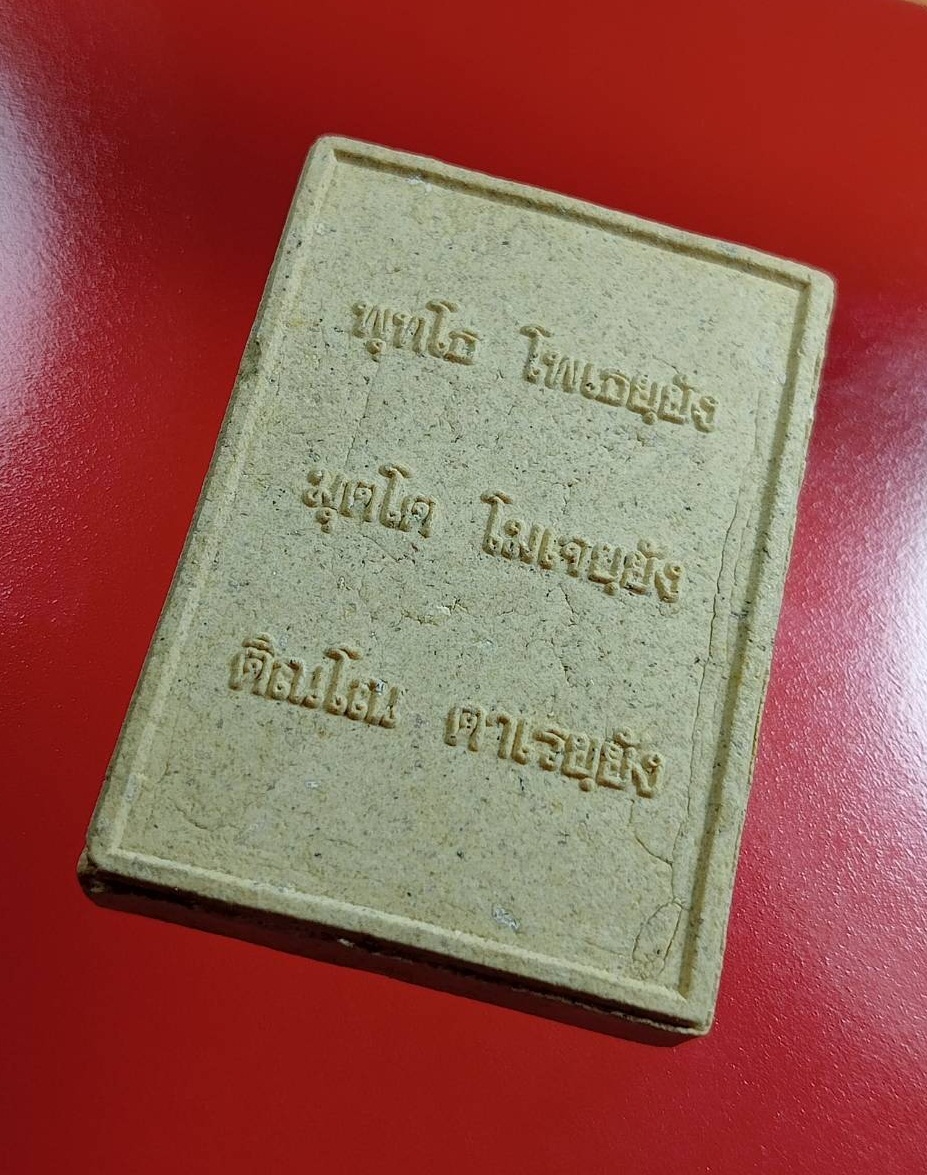 พุทโธ โพเธยฺยัง
มุตโต โมเจยฺยัง
ติณโณ ตาเรยฺยัง